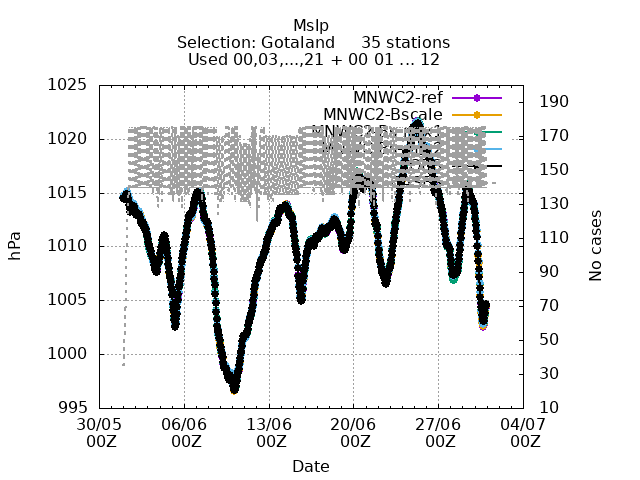 Mslp
Selection: Gotaland 35 stations
Used 00,03,...,21 + 00 01 ... 12
MNWC2-ref
MNWC2-Bscale
hPa
1025
1020
1015
1010
1005
1000
995
190
170
150
130
110
90
70
50
30
10
No cases
30/05 06/06 13/06 20/06 27/06 04/07
00Z 00Z 00Z 00Z 00Z 00Z
Date